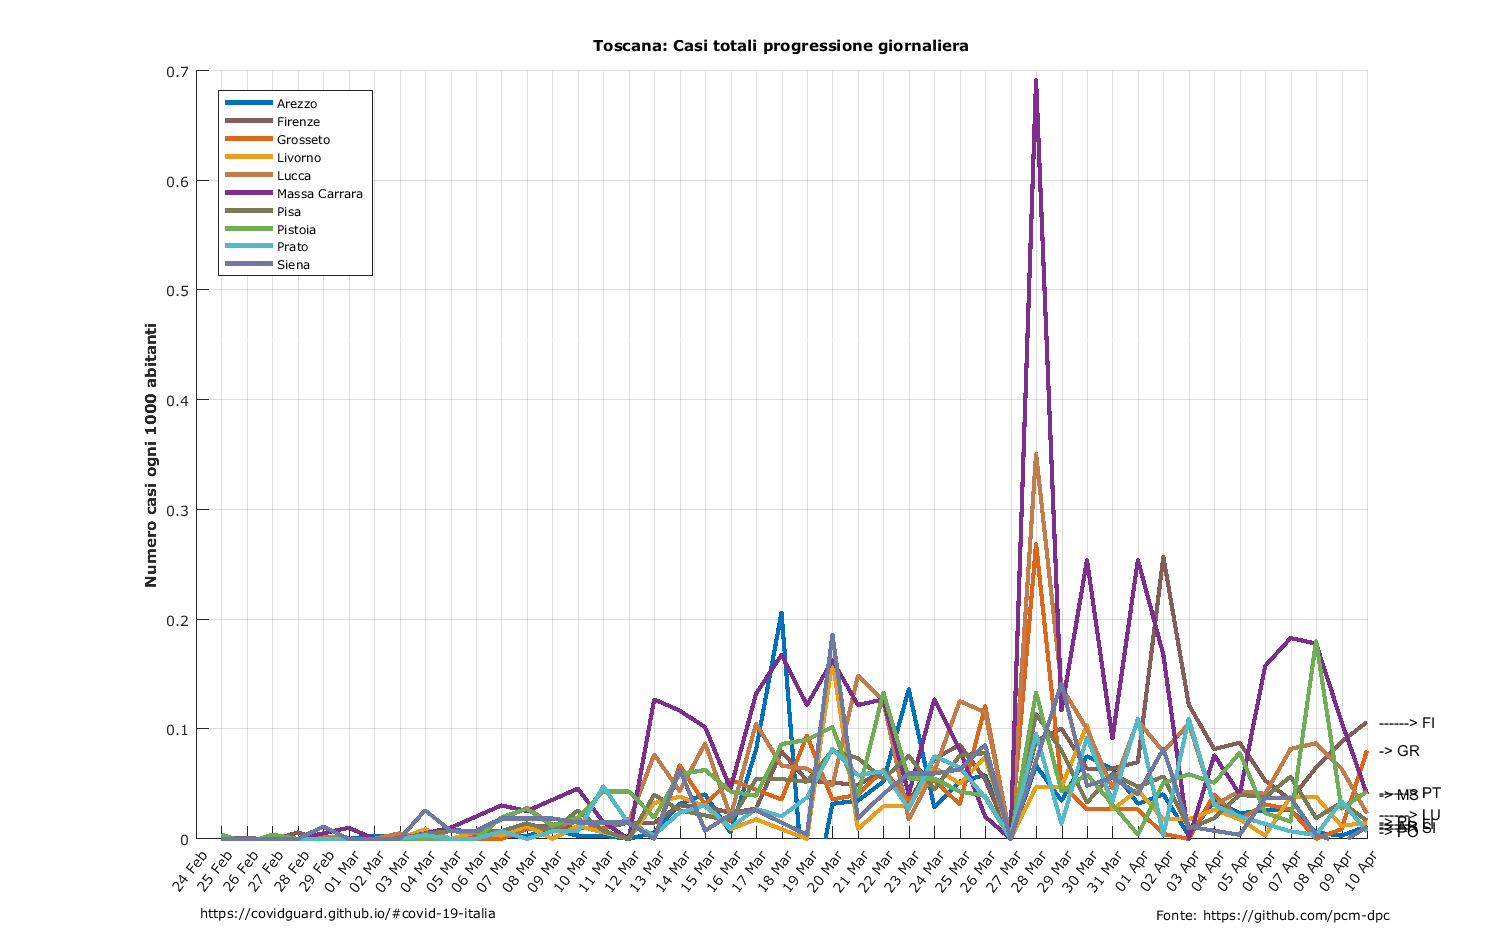 Toscana: Casi totali progressione giornaliera
Numero casi ogni 1000 abitanti
0.7
0.6
0.5
0.4
0.3
0.2
0.1
0
Arezzo
Firenze
Grosseto
Livorno
Lucca
Massa Carrara
Pisa
Pistoia
Prato
Siena
------> FI
-> GR
PT
MS
LU
SI
24 Feb
25 Feb
26 Feb
27 Feb
28 Feb
29 Feb
01 Mar
02 Mar
03 Mar
04 Mar
05 Mar
06 Mar
07 Mar
08 Mar
09 Mar
10 Mar
11 Mar
12 Mar
13 Mar
14 Mar
15 Mar
16 Mar
17 Mar
18 Mar
19 Mar
20 Mar
21 Mar
22 Mar
23 Mar
24 Mar
25 Mar
26 Mar
27 Mar
28 Mar
29 Mar
30 Mar
31 Mar
01 Apr
02 Apr
03 Apr
04 Apr
05 Apr
06 Apr
07 Apr
08 Apr
09 Apr
10 Apr
https://covidguard.github.io/#covid-19-italia
Fonte: https://github.com/pcm-dpc